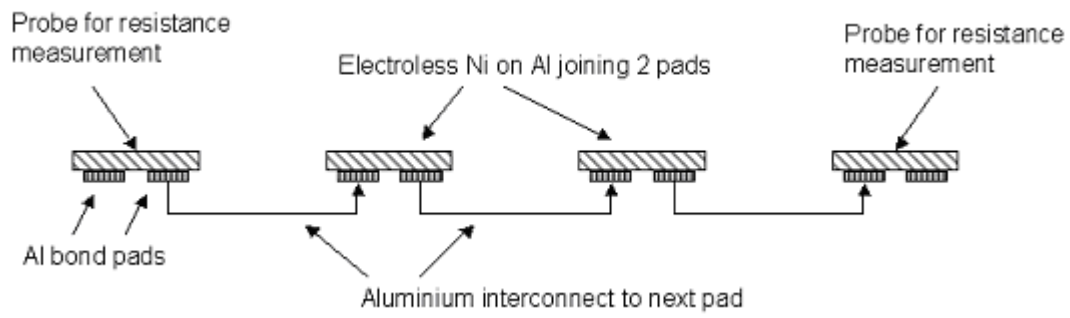 Probe for resistance
measurement
Electroless Ni on Al joining 2 pads
Probe for resistance
measurement
Al bond pads
Aluminium interconnect to next pad